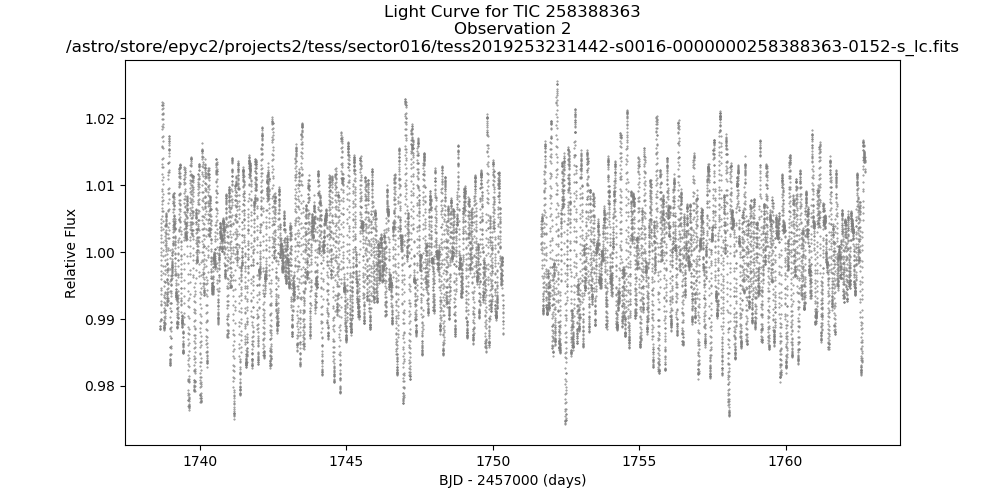 Light Curve for TIC 258388363
Observation 2
/astro/store/epyc2/projects2/tess/sector016/tess2019253231442-s0016-0000000258388363-0152-s_lc.fits
1.02
1.01
1.00
0.99
0.98
Relative Flux
1740
1745
1750
1755
1760
BJD - 2457000 (days)